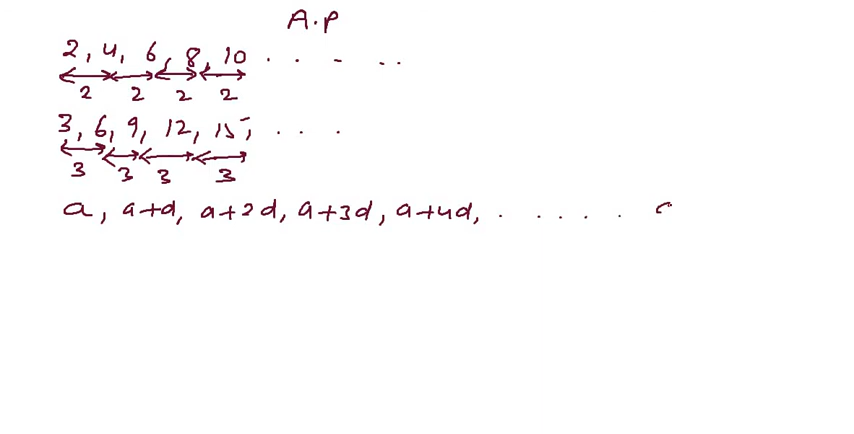 A.P
2, 4, 6, 8, 10 . . - . .
2 2 2 2
3, 6, 9, 12, 15, . . .
3 3 3 3
a, a+d, a+2d, a+3d, a+4d, . . . . .